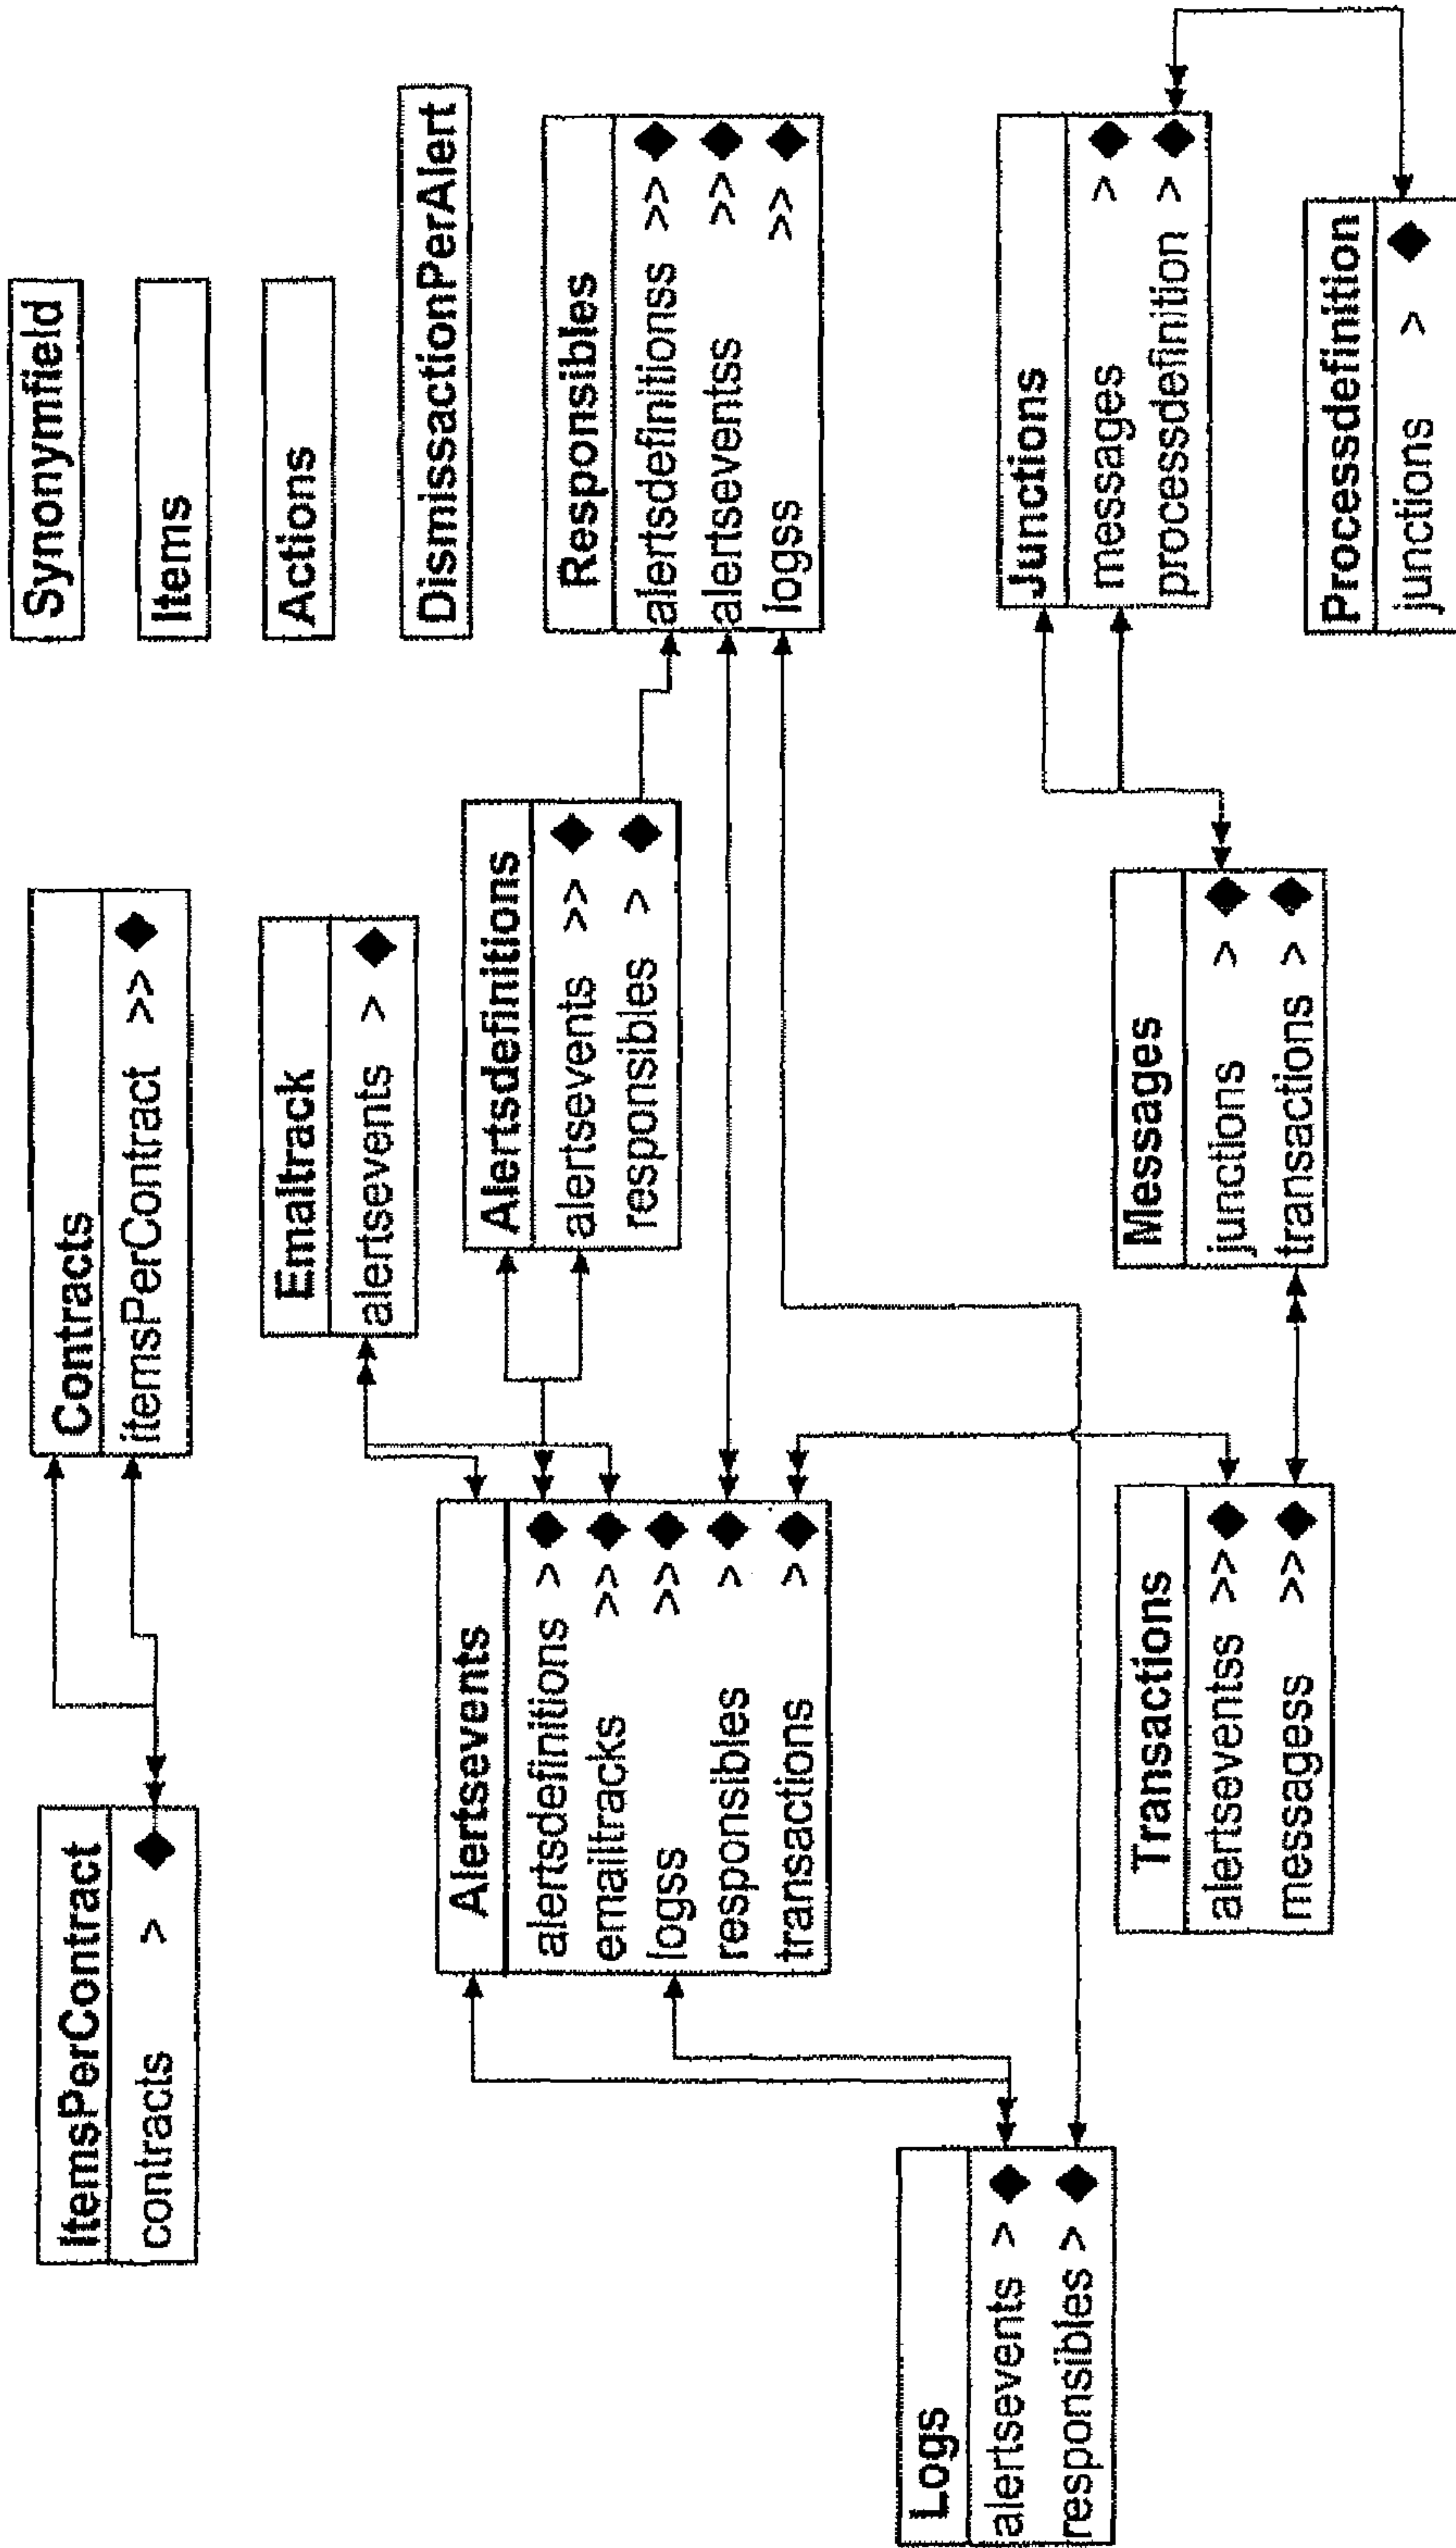 ItemsPerContract
contracts >
Contracts
itemsPerContract >>
Synonymfield
Items
Actions
DismissactionPerAlert
Emailtrack
alertsevents >
Alertsevents
alertsdefinitions >
emailtracks >>
logss >>
responsibles >
transactions >
Alertsdefinitions
alertsevents >>
responsibles >
Responsibles
alertsdefinitionss >>
alertseventss >>
logss >>
Logs
alertsevents >
responsibles >
Transactions
alertseventss >>
messagess >>
Messages
junctions >
transactions >
Junctions
messages >
processdefinition >
Processdefinition
junctions >